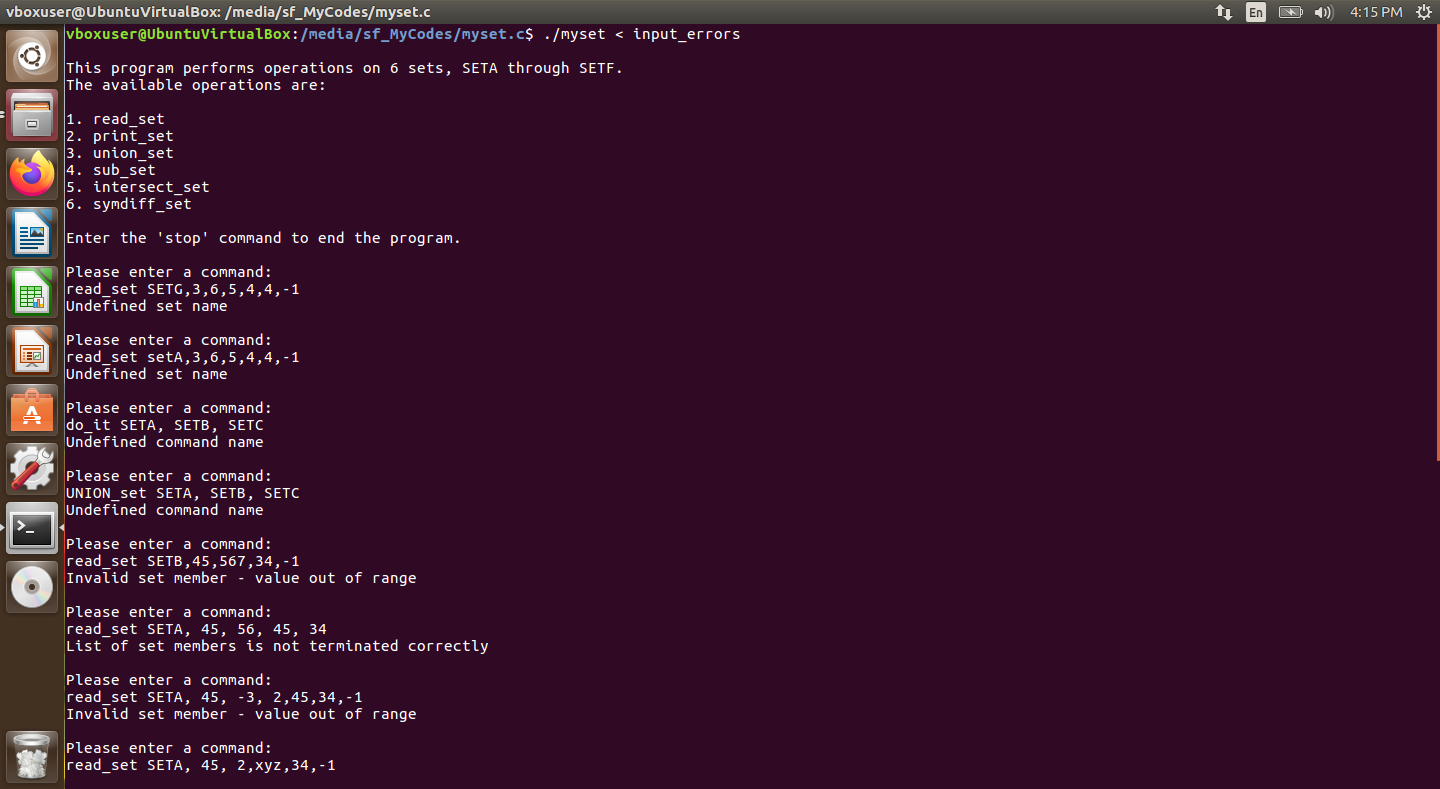 vboxuser@UbuntuVirtualBox: /media/sf_MyCodes/myset.c
En
4:15 PM
vboxuser@UbuntuVirtualBox:/media/sf_MyCodes/myset.c$ ./myset < input_errors
This program performs operations on 6 sets, SETA through SETF.
The available operations are:
1. read_set
2. print_set
3. union_set
4. sub_set
5. intersect_set
6. symdiff_set
Enter the 'stop' command to end the program.
Please enter a command:
read_set SETG,3,6,5,4,4,-1
Undefined set name
Please enter a command:
read_set setA,3,6,5,4,4,-1
Undefined set name
Please enter a command:
do_it SETA, SETB, SETC
Undefined command name
Please enter a command:
UNION_set SETA, SETB, SETC
Undefined command name
Please enter a command:
read_set SETB,45,567,34,-1
Invalid set member - value out of range
Please enter a command:
read_set SETA, 45, 56, 45, 34
List of set members is not terminated correctly
Please enter a command:
read_set SETA, 45, -3, 2,45,34,-1
Invalid set member - value out of range
Please enter a command:
read_set SETA, 45, 2,xyz,34,-1